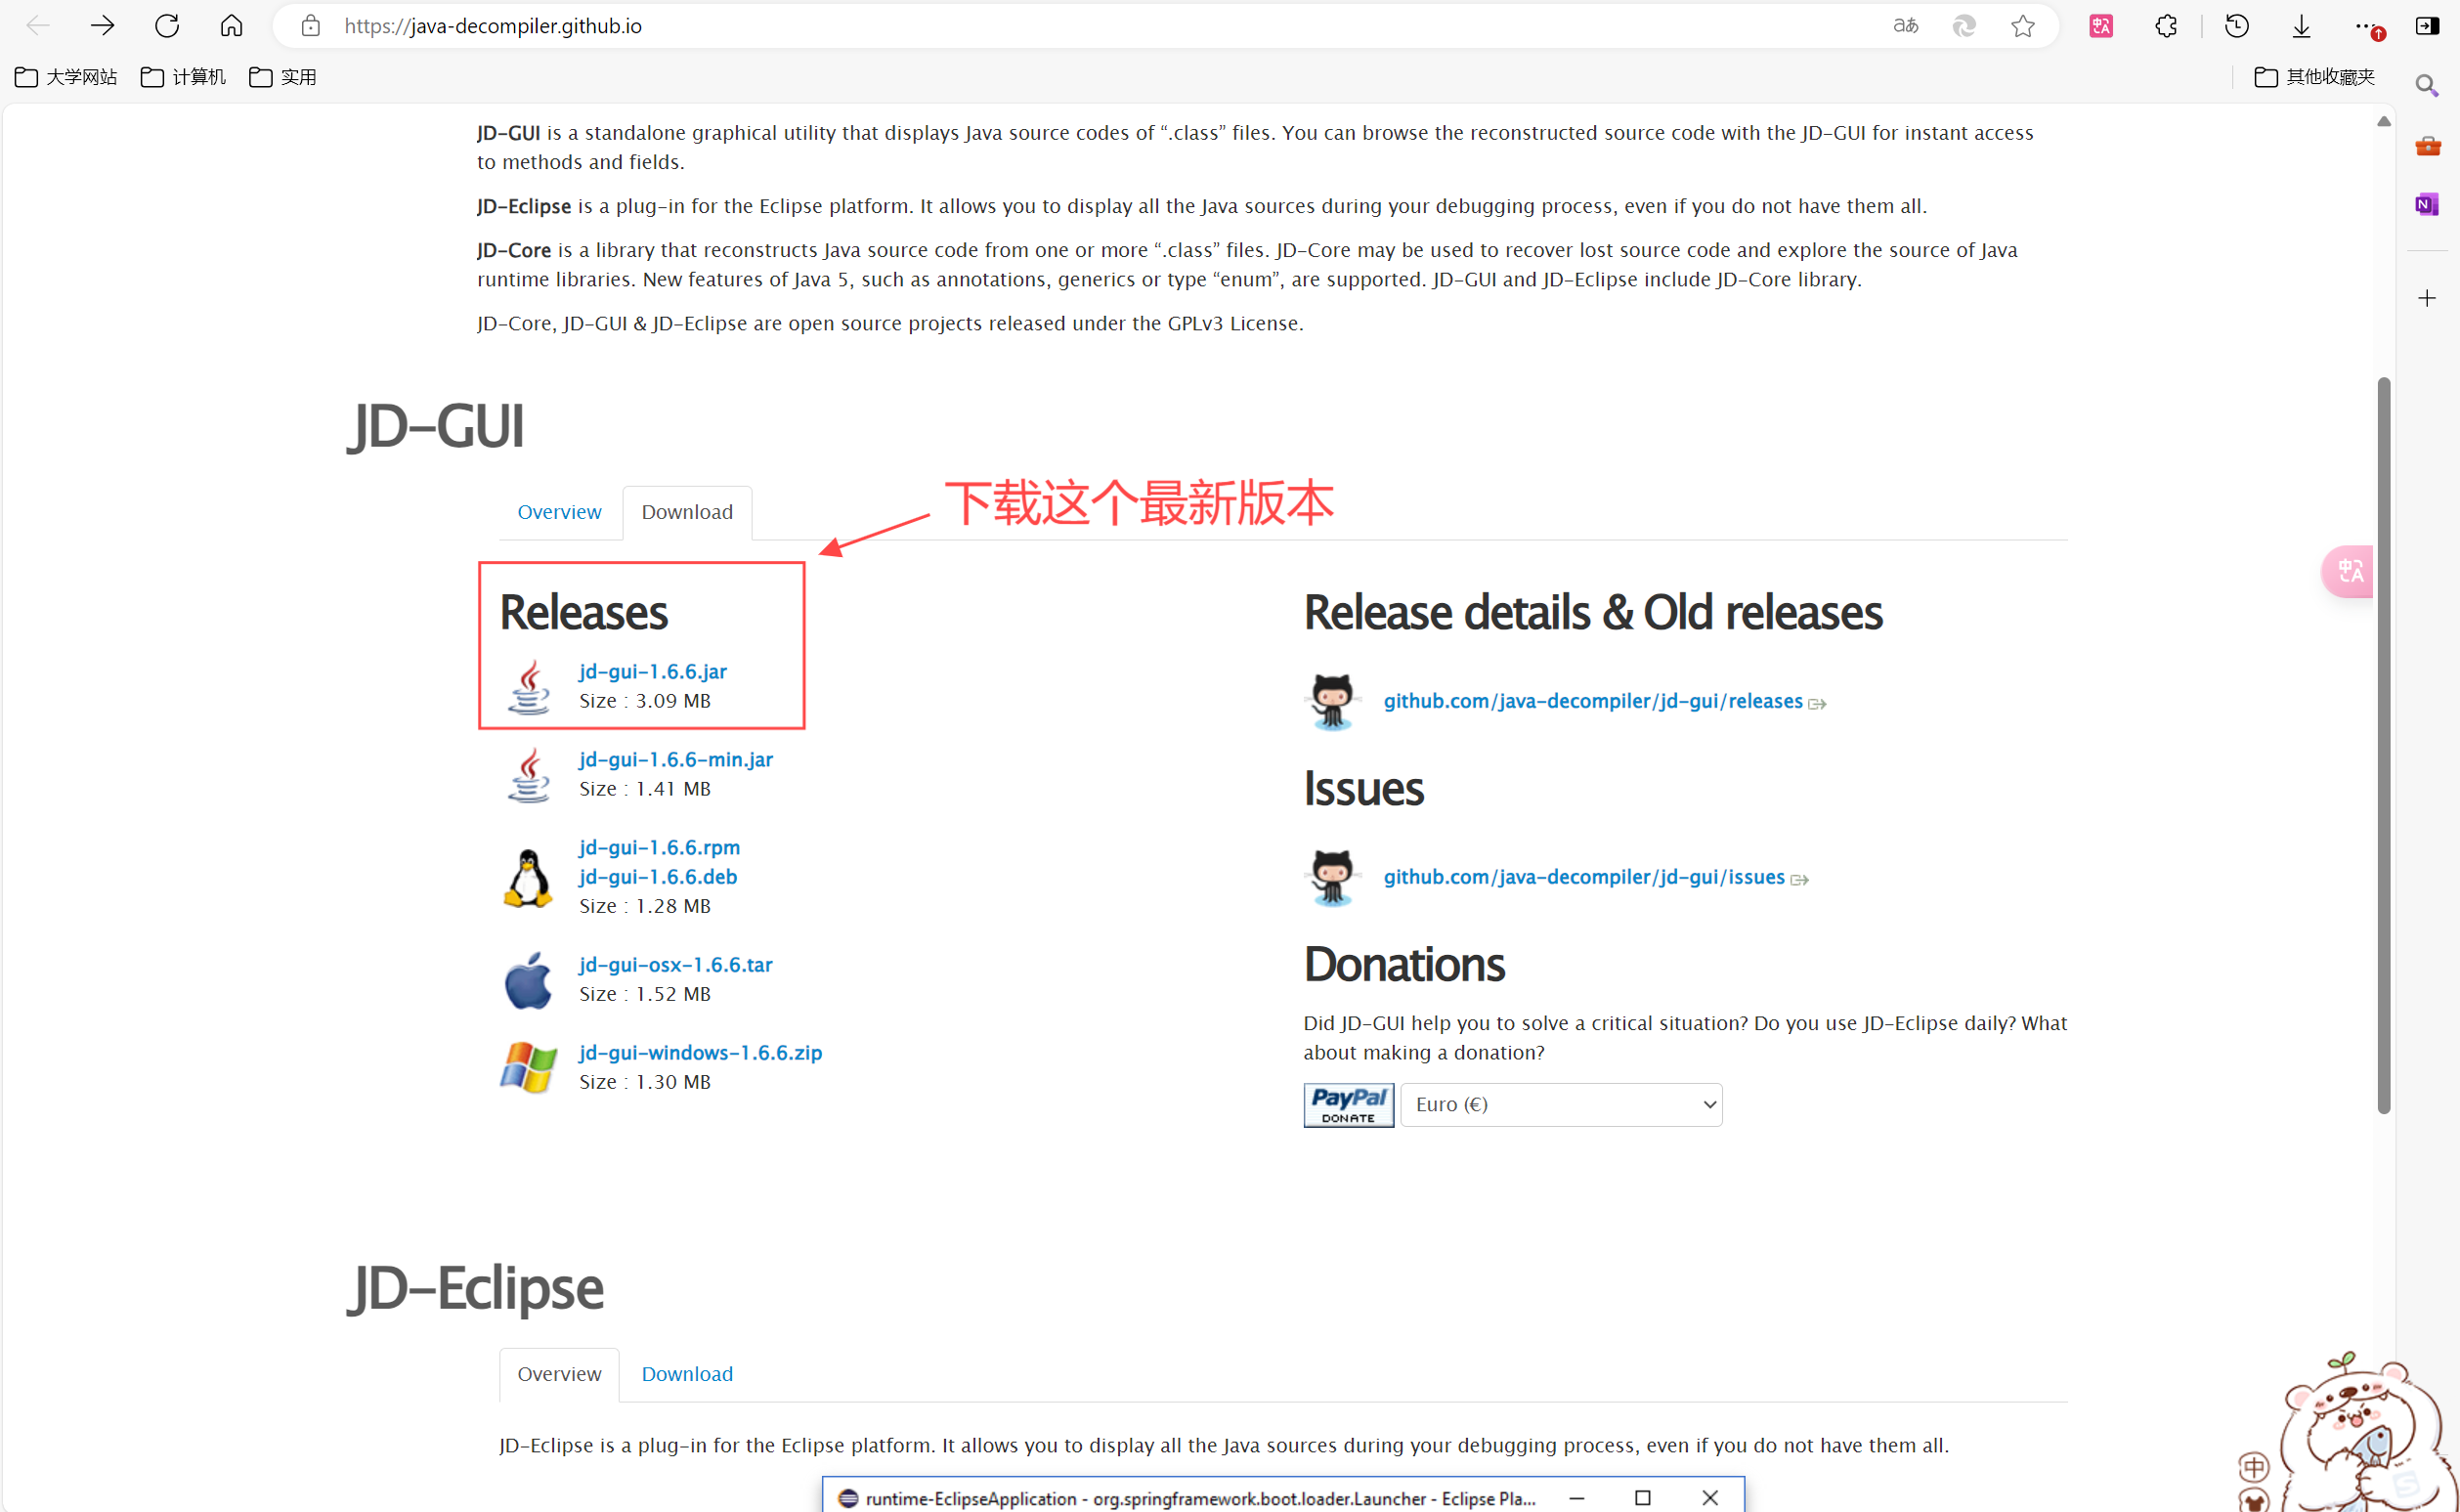 https://java-decompiler.github.io
大学网站
计算机
实用
其他收藏夹
JD-GUI is a standalone graphical utility that displays Java source codes of “.class” files. You can browse the reconstructed source code with the JD-GUI for instant access
to methods and fields.
JD-Eclipse is a plug-in for the Eclipse platform. It allows you to display all the Java sources during your debugging process, even if you do not have them all.
JD-Core is a library that reconstructs Java source code from one or more “.class” files. JD-Core may be used to recover lost source code and explore the source of Java
runtime libraries. New features of Java 5, such as annotations, generics or type “enum”, are supported. JD-GUI and JD-Eclipse include JD-Core library.
JD-Core, JD-GUI & JD-Eclipse are open source projects released under the GPLv3 License.
JD-GUI
Overview
Download
下载这个最新版本
Releases
jd-gui-1.6.6.jar
Size : 3.09 MB
jd-gui-1.6.6-min.jar
Size : 1.41 MB
jd-gui-1.6.6.rpm
jd-gui-1.6.6.deb
Size : 1.28 MB
jd-gui-osx-1.6.6.tar
Size : 1.52 MB
jd-gui-windows-1.6.6.zip
Size : 1.30 MB
Release details & Old releases
github.com/java-decompiler/jd-gui/releases
Issues
github.com/java-decompiler/jd-gui/issues
Donations
Did JD-GUI help you to solve a critical situation? Do you use JD-Eclipse daily? What
about making a donation?
PayPal
DONATE
Euro (€)
JD-Eclipse
Overview
Download
JD-Eclipse is a plug-in for the Eclipse platform. It allows you to display all the Java sources during your debugging process, even if you do not have them all.
runtime-EclipseApplication - org.springframework.boot.loader.Launcher - Eclipse Pla...
中